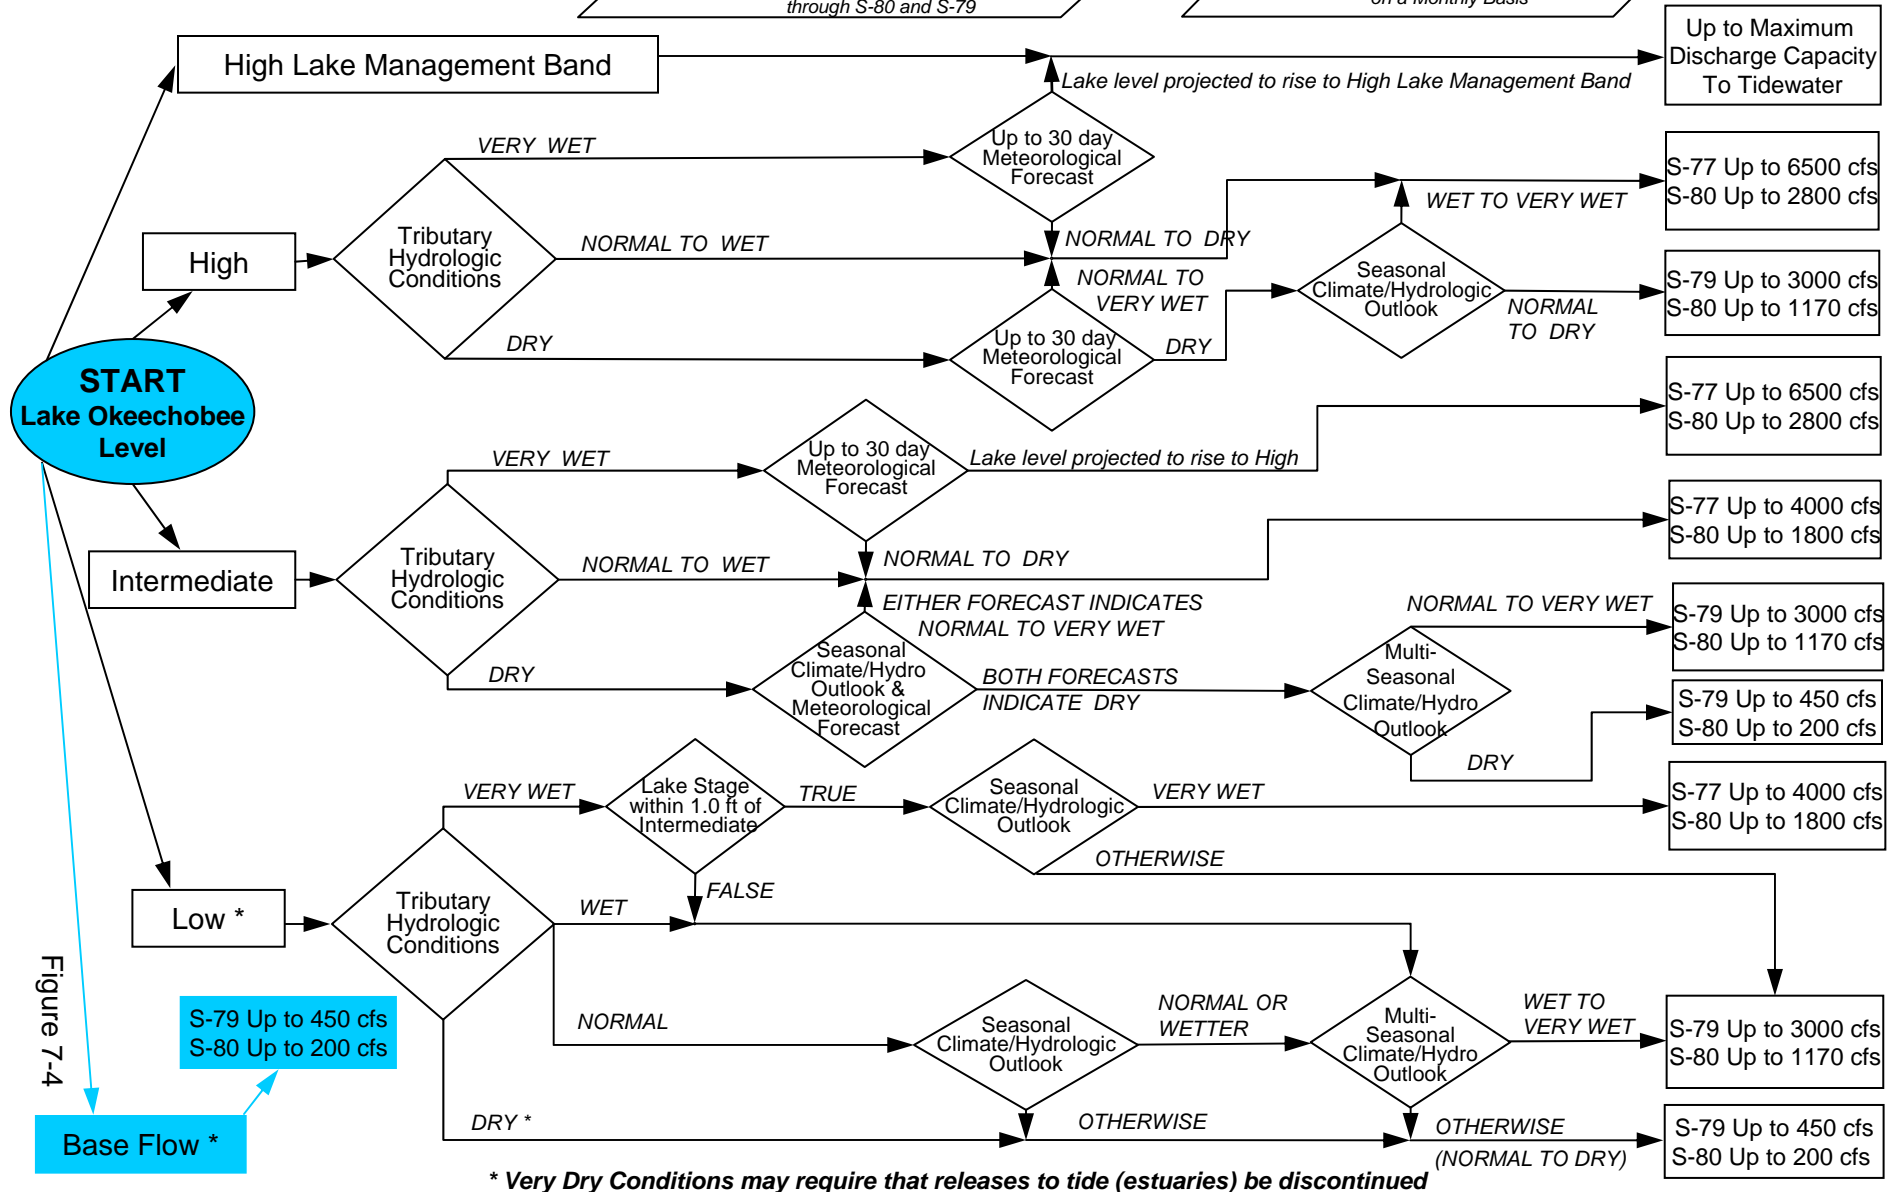 through S-80 and S-79
on a Monthly Basis
High Lake Management Band
Lake level projected to rise to High Lake Management Band
Up to Maximum
Discharge Capacity
To Tidewater
VERY WET
Up to 30 day
Meteorological
Forecast
S-77 Up to 6500 cfs
S-80 Up to 2800 cfs
WET TO VERY WET
High
Tributary
Hydrologic
Conditions
NORMAL TO WET
NORMAL TO DRY
NORMAL TO
VERY WET
Seasonal
Climate/Hydrologic
Outlook
NORMAL
TO DRY
S-79 Up to 3000 cfs
S-80 Up to 1170 cfs
DRY
Up to 30 day
Meteorological
Forecast
DRY
START
Lake Okeechobee
Level
S-77 Up to 6500 cfs
S-80 Up to 2800 cfs
VERY WET
Up to 30 day
Meteorological
Forecast
Lake level projected to rise to High
S-77 Up to 4000 cfs
S-80 Up to 1800 cfs
Intermediate
Tributary
Hydrologic
Conditions
NORMAL TO WET
NORMAL TO DRY
EITHER FORECAST INDICATES
NORMAL TO VERY WET
NORMAL TO VERY WET
S-79 Up to 3000 cfs
S-80 Up to 1170 cfs
DRY
Seasonal
Climate/Hydro
Outlook &
Meteorological
Forecast
BOTH FORECASTS
INDICATE DRY
Multi-
Seasonal
Climate/Hydro
Outlook
S-79 Up to 450 cfs
S-80 Up to 200 cfs
DRY
VERY WET
Lake Stage
within 1.0 ft of
Intermediate
TRUE
Seasonal
Climate/Hydrologic
Outlook
VERY WET
S-77 Up to 4000 cfs
S-80 Up to 1800 cfs
OTHERWISE
FALSE
Low *
Tributary
Hydrologic
Conditions
WET
NORMAL
Seasonal
Climate/Hydrologic
Outlook
NORMAL OR
WETTER
Multi-
Seasonal
Climate/Hydro
Outlook
WET TO
VERY WET
S-79 Up to 3000 cfs
S-80 Up to 1170 cfs
Figure 7-4
S-79 Up to 450 cfs
S-80 Up to 200 cfs
Base Flow *
DRY *
OTHERWISE
OTHERWISE
(NORMAL TO DRY)
S-79 Up to 450 cfs
S-80 Up to 200 cfs
* Very Dry Conditions may require that releases to tide (estuaries) be discontinued